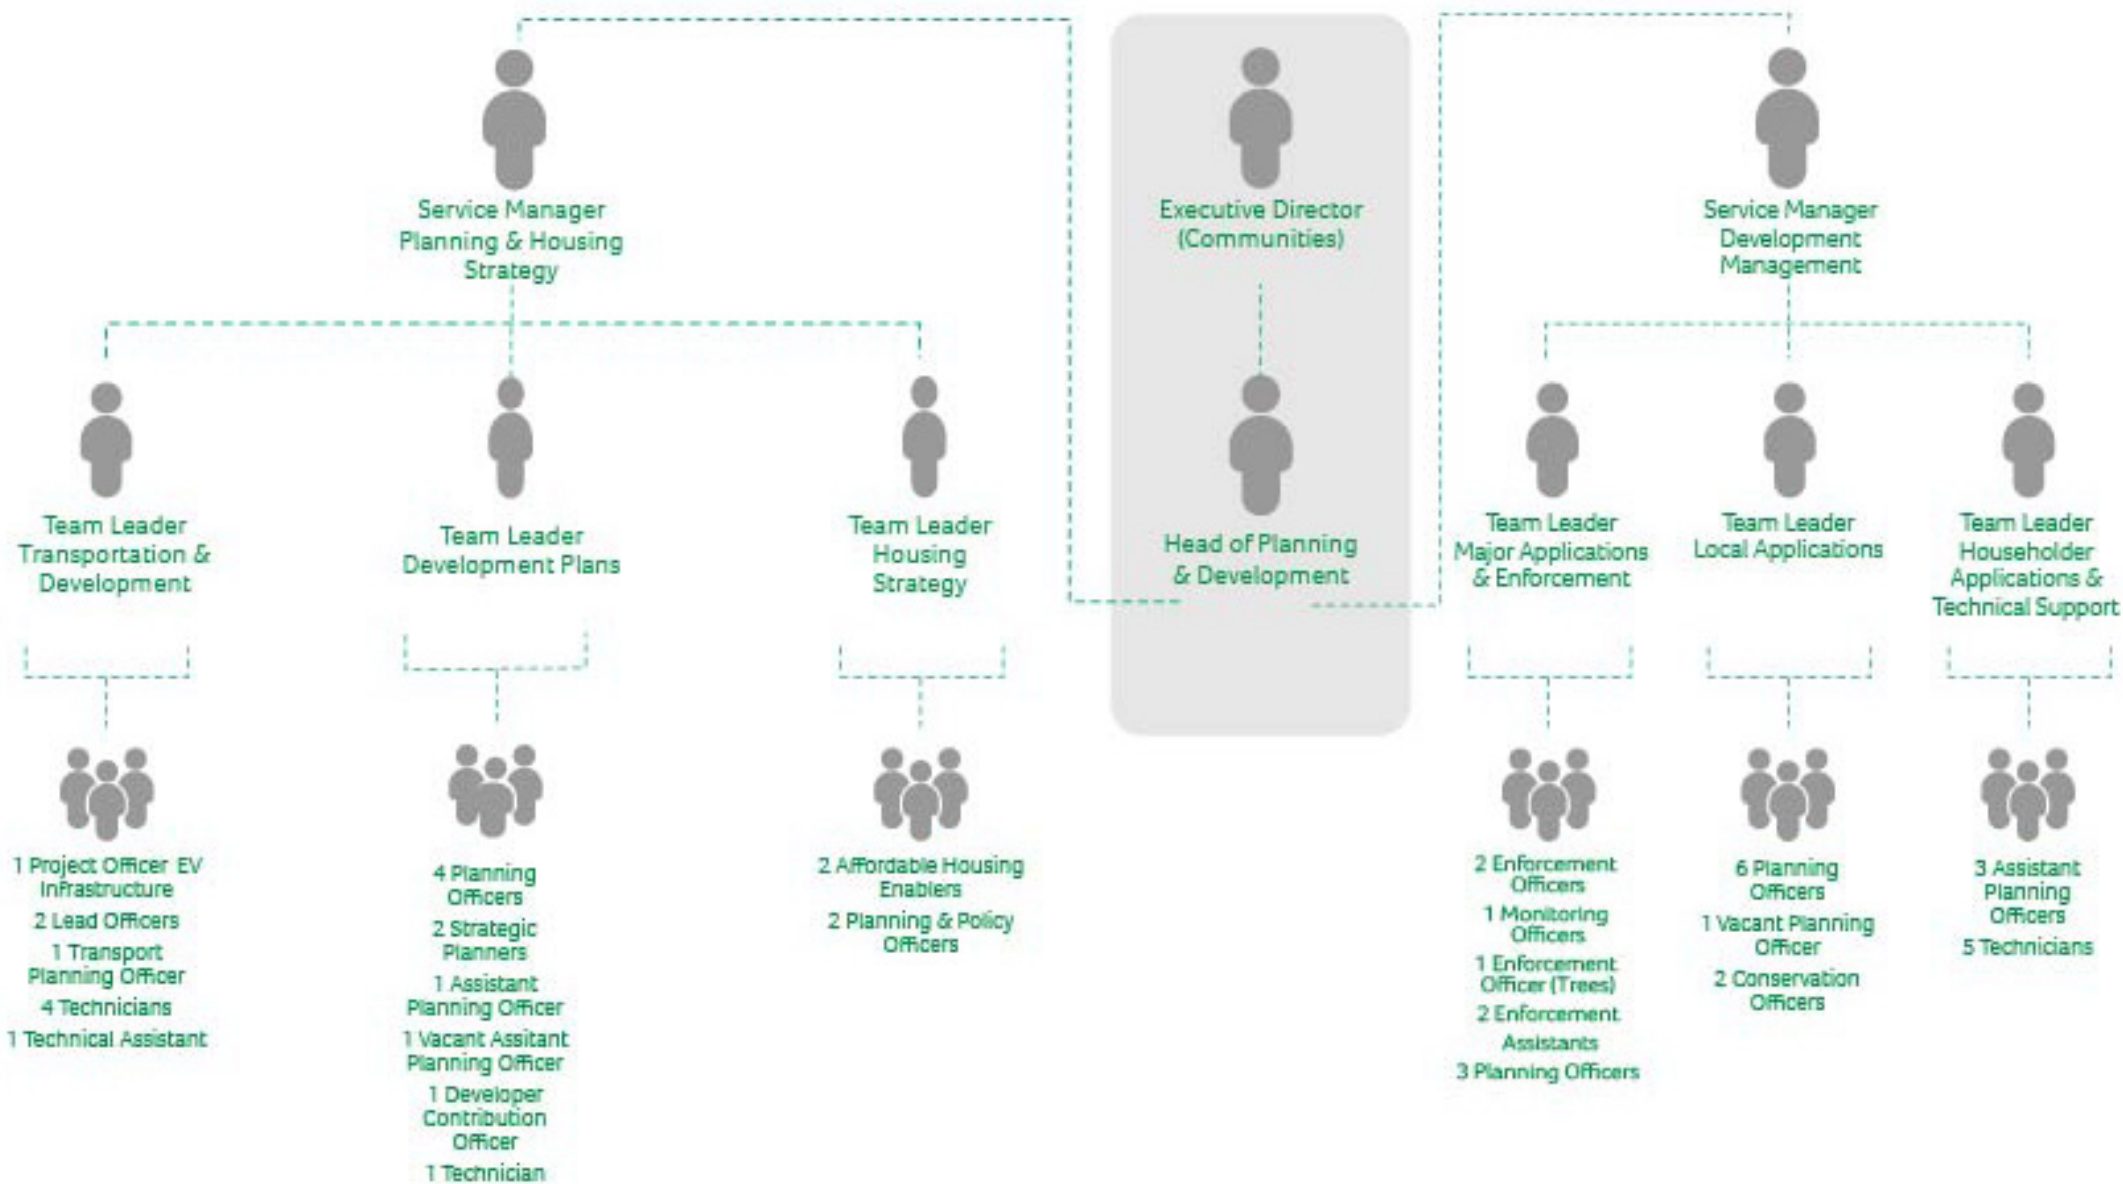 Service Manager
Planning & Housing
Strategy
Executive Director
(Communities)
Service Manager
Development
Management
Team Leader
Transportation &
Development
Team Leader
Development Plans
Team Leader
Housing
Strategy
Head of Planning
& Development
Team Leader
Major Applications
& Enforcement
Team Leader
Local Applications
Team Leader
Householder
Applications &
Technical Support
1 Project Officer EV
Infrastructure
2 Lead Officers
1 Transport
Planning Officer
4 Technicians
1 Technical Assistant
4 Planning
Officers
2 Strategic
Planners
1 Assistant
Planning Officer
1 Vacant Assitant
Planning Officer
1 Developer
Contribution
Officer
1 Technician
2 Affordable Housing
Enablers
2 Planning & Policy
Officers
2 Enforcement
Officers
1 Monitoring
Officers
1 Enforcement
Officer (Trees)
2 Enforcement
Assistants
3 Planning Officers
6 Planning
Officers
1 Vacant Planning
Officer
2 Conservation
Officers
3 Assistant
Planning
Officers
5 Technicians